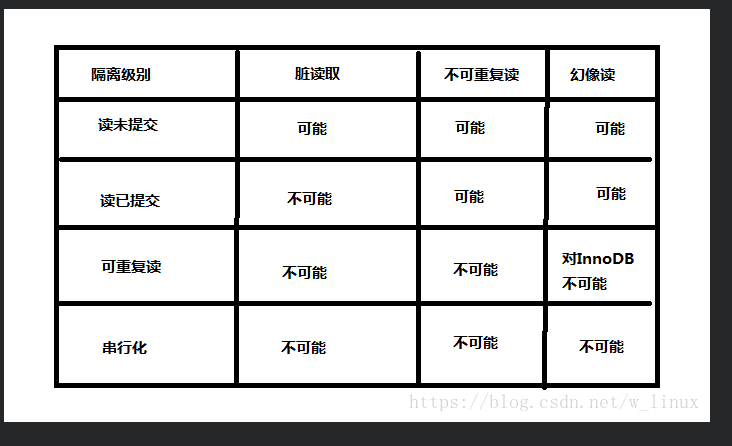 隔离级别 脏读取 不可重复读 幻像读
读未提交 可能 可能 可能
读已提交 不可能 可能 可能
可重复读 不可能 不可能 对InnoDB
不可能
串行化 不可能 不可能 不可能
https://blog.csdn.net/w_linux